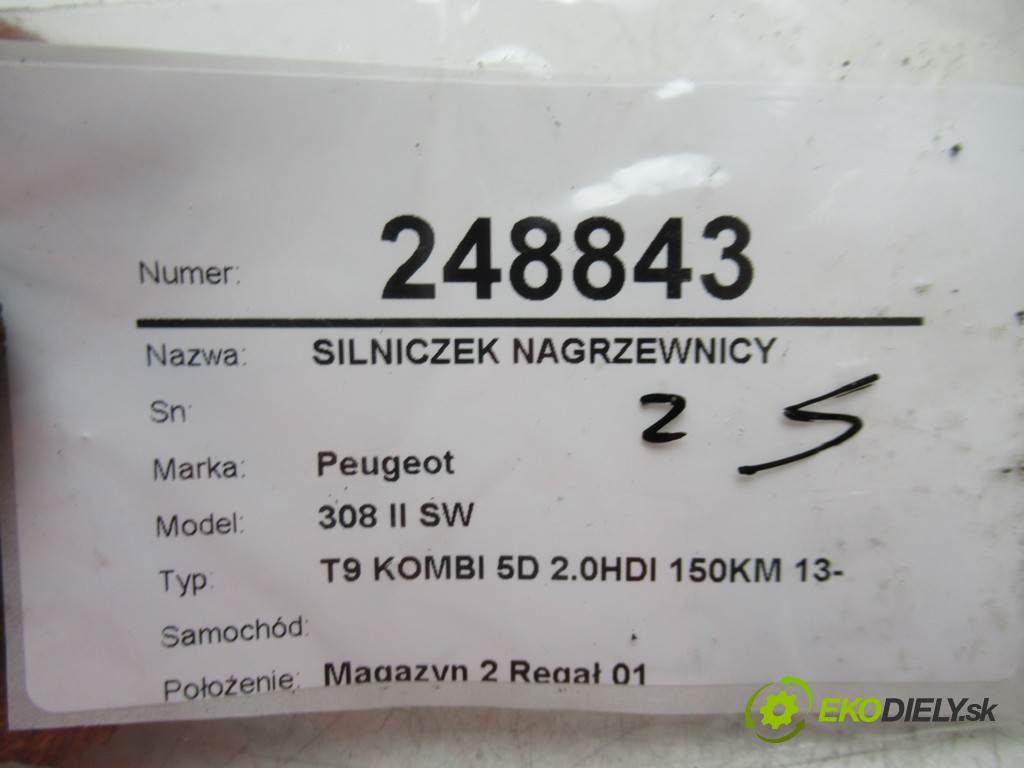 Numer: 248843
Nazwa: SILNICZEK NAGRZEWNICY
Sn:
2 5
Marka: Peugeot
Model: 308 II SW
Typ: T9 KOMBI 5D 2.0HDI 150KM 13-
Samochód:
Położenie: Magazyn 2 Regał 01
EKODIELY.sk